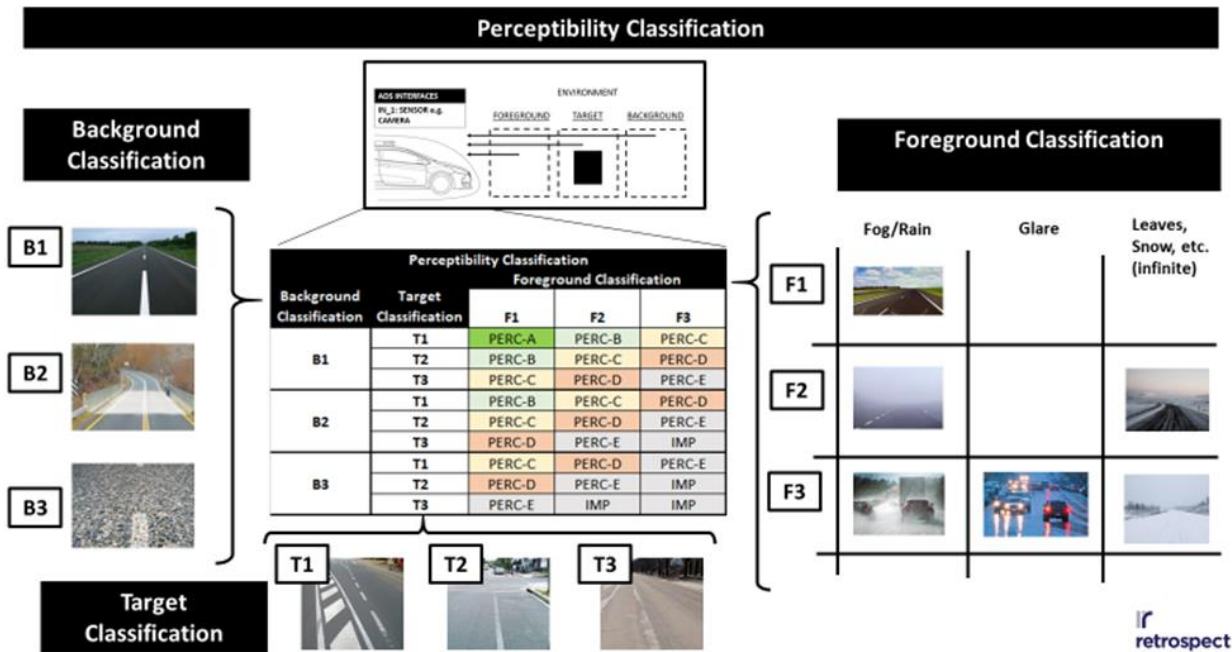 Perceptibility Classification
ADS INTERFACES
IN_1: SENSOR e.g.
CAMERA
ENVIRONMENT
FOREGROUND TARGET BACKGROUND
Background
Classification
B1
B2
B3
Perceptibility Classification
Foreground Classification
Background
Classification
Target
Classification
F1 F2 F3
B1 T1 PERC-A PERC-B PERC-C
T2 PERC-B PERC-C PERC-D
T3 PERC-C PERC-D PERC-E
B2 T1 PERC-B PERC-C PERC-D
T2 PERC-C PERC-D PERC-E
T3 PERC-D PERC-E IMP
B3 T1 PERC-C PERC-D PERC-E
T2 PERC-D PERC-E IMP
T3 PERC-E IMP IMP
Target
Classification
T1
T2
T3
Foreground Classification
Fog/Rain
Glare
Leaves,
Snow, etc.
(infinite)
F1
F2
F3
retrospect